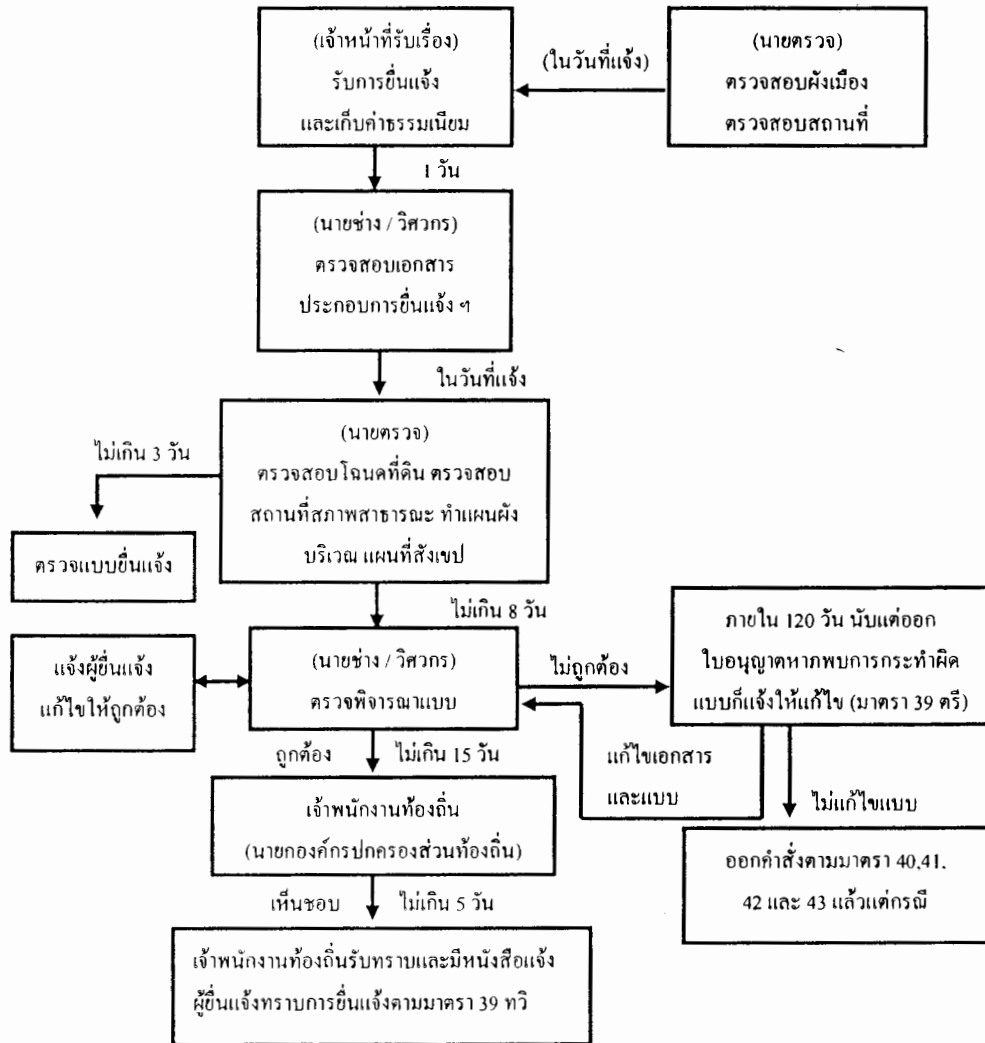 (เจ้าหน้าที่รับเรื่อง)
รับการยื่นแจ้ง
และเก็บค่าธรรมเนียม
(ในวันที่แจ้ง)
(นายตรวจ)
ตรวจสอบผังเมือง
ตรวจสอบสถานที่
1 วัน
(นายช่าง / วิศวกร)
ตรวจสอบเอกสาร
ประกอบการยื่นแจ้ง ฯ
ในวันที่แจ้ง
(นายตรวจ)
ตรวจสอบโฉนดที่ดิน ตรวจสอบ
สถานที่สภาพสาธารณะ ทำแผนผัง
บริเวณ แผนที่สังเขป
ไม่เกิน 3 วัน
ตรวจแบบยื่นแจ้ง
ไม่เกิน 8 วัน
แจ้งผู้ยื่นแจ้ง
แก้ไขให้ถูกต้อง
(นายช่าง / วิศวกร)
ตรวจพิจารณาแบบ
ไม่ถูกต้อง
ภายใน 120 วัน นับแต่ออก
ใบอนุญาตหาภพบการกระทำผิด
แบบก็แจ้งให้แก้ไข (มาตรา 39 ตรี)
ถูกต้อง
ไม่เกิน 15 วัน
แก้ไขเอกสาร
และแบบ
ไม่แก้ไขแบบ
เจ้าพนักงานท้องถิ่น
(นายกองค์กรปกครองส่วนท้องถิ่น)
ออกคำสั่งตามมาตรา 40,41.
42 และ 43 แล้วแต่กรณี
เห็นชอบ
ไม่เกิน 5 วัน
เจ้าพนักงานท้องถิ่นรับทราบและมีหนังสือแจ้ง
ผู้ยื่นแจ้งทราบการยื่นแจ้งตามมาตรา 39 ทวิ